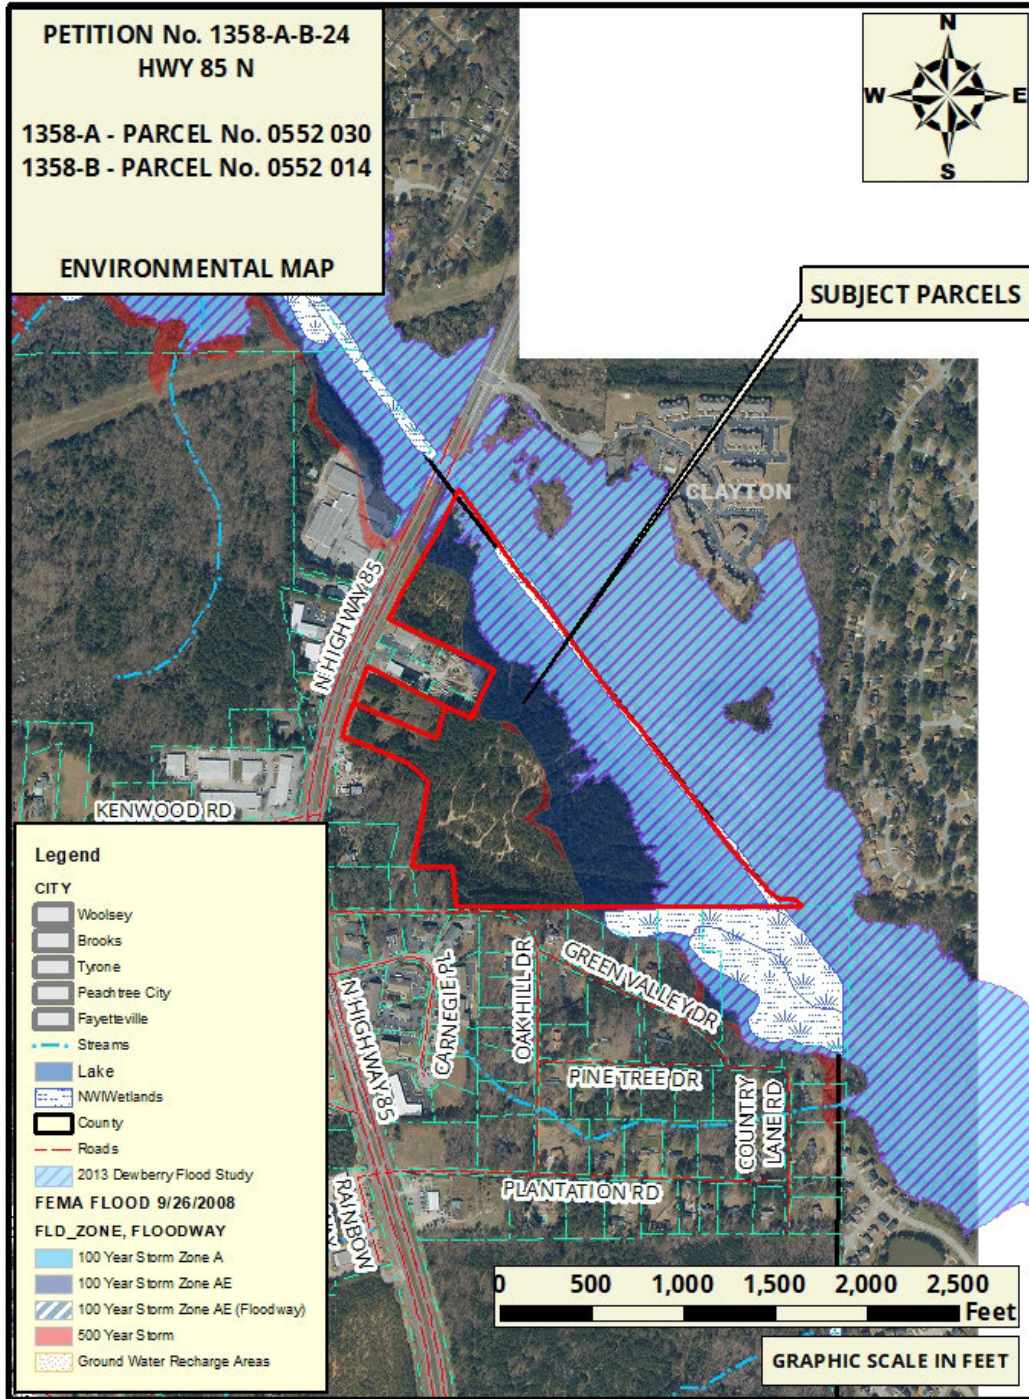 PETITION No. 1358-A-B-24
HWY 85 N
1358-A - PARCEL No. 0552 030
1358-B - PARCEL No. 0552 014
ENVIRONMENTAL MAP
N
W
E
S
SUBJECT PARCELS
CLAYTON
N HIGHWAY 85
KENWOOD RD
N HIGHWAY 85
CARNEGIE PL
OAK HILL DR
GREEN VALLEY DR
PINE TREE DR
COUNTRY
LANE RD
PLANTATION RD
RAINBOW
Legend
CITY
Woolsey
Brooks
Tyrone
Peachtree City
Fayetteville
Streams
Lake
NWIWetlands
County
Roads
2013 Dewberry Flood Study
FEMA FLOOD 9/26/2008
FLD_ZONE, FLOODWAY
100 Year Storm Zone A
100 Year Storm Zone AE
100 Year Storm Zone AE (Floodway)
500 Year Storm
Ground Water Recharge Areas
0 500 1,000 1,500 2,000 2,500
Feet
GRAPHIC SCALE IN FEET